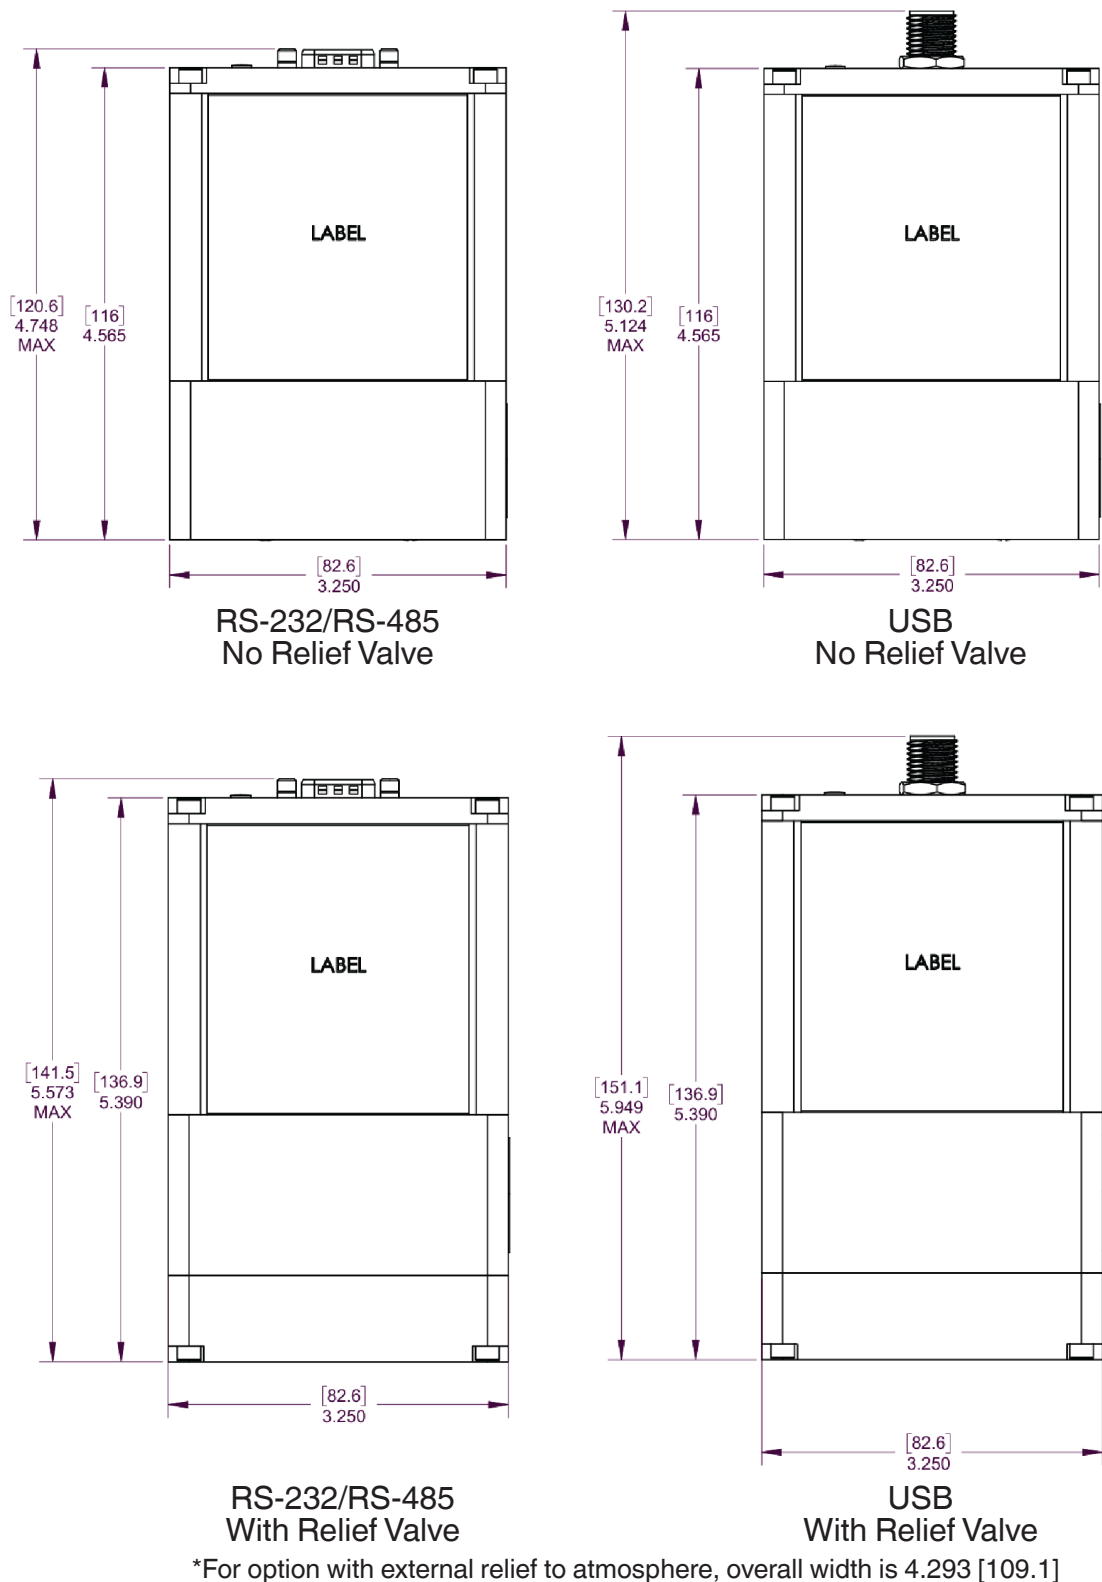 LABEL
[120.6]
4.748
MAX
[116]
4.565
[82.6]
3.250
RS-232/RS-485
No Relief Valve
LABEL
[130.2]
5.124
MAX
[116]
4.565
[82.6]
3.250
USB
No Relief Valve
LABEL
[141.5]
5.573
MAX
[136.9]
5.390
[82.6]
3.250
RS-232/RS-485
With Relief Valve
LABEL
[151.1]
5.949
MAX
[136.9]
5.390
[82.6]
3.250
USB
With Relief Valve
*For option with external relief to atmosphere, overall width is 4.293 [109.1]